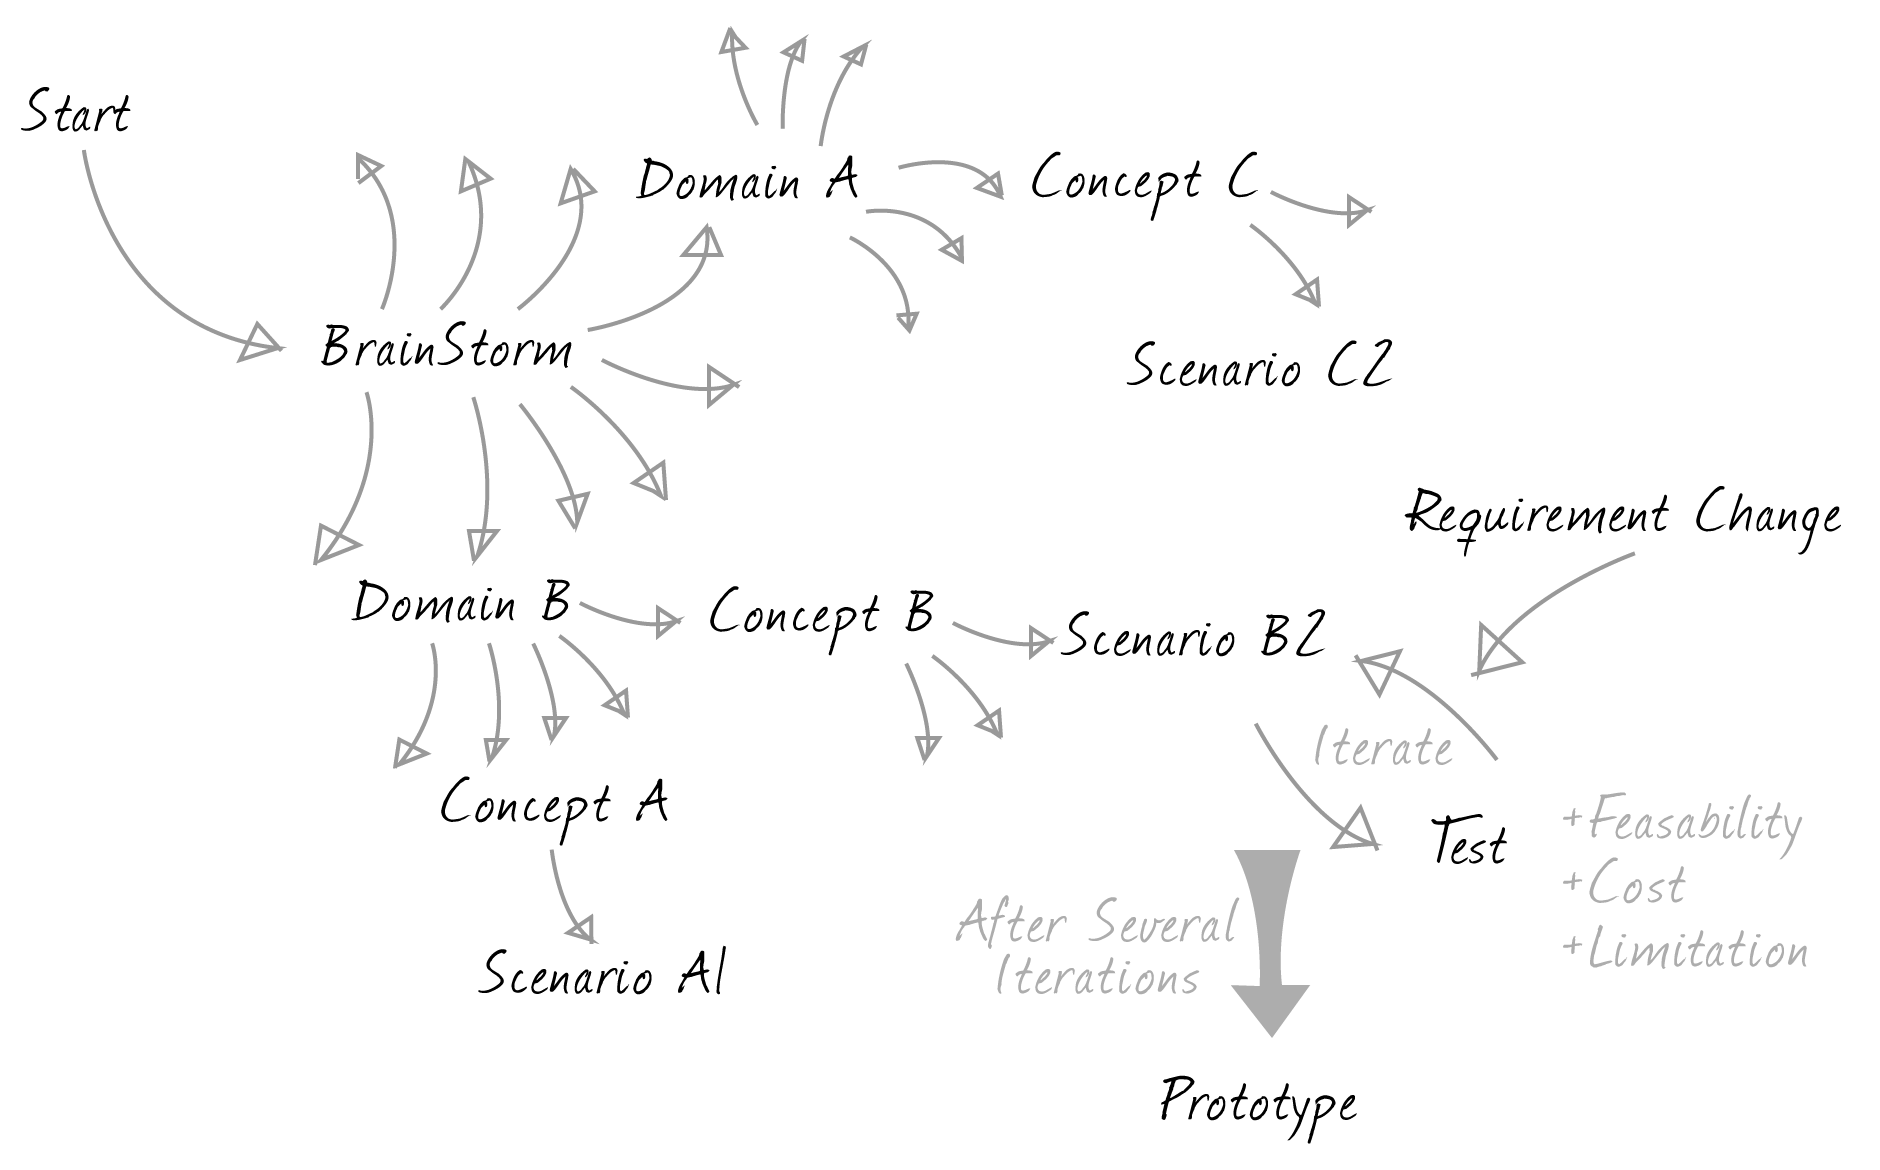 Start
Domain A
Concept C
BrainStorm
Scenario C2
Requirement Change
Domain B
Concept B
Scenario B2
Iterate
Concept A
Test
+Feasability
+Cost
+Limitation
After Several
Iterations
Scenario A1
Prototype